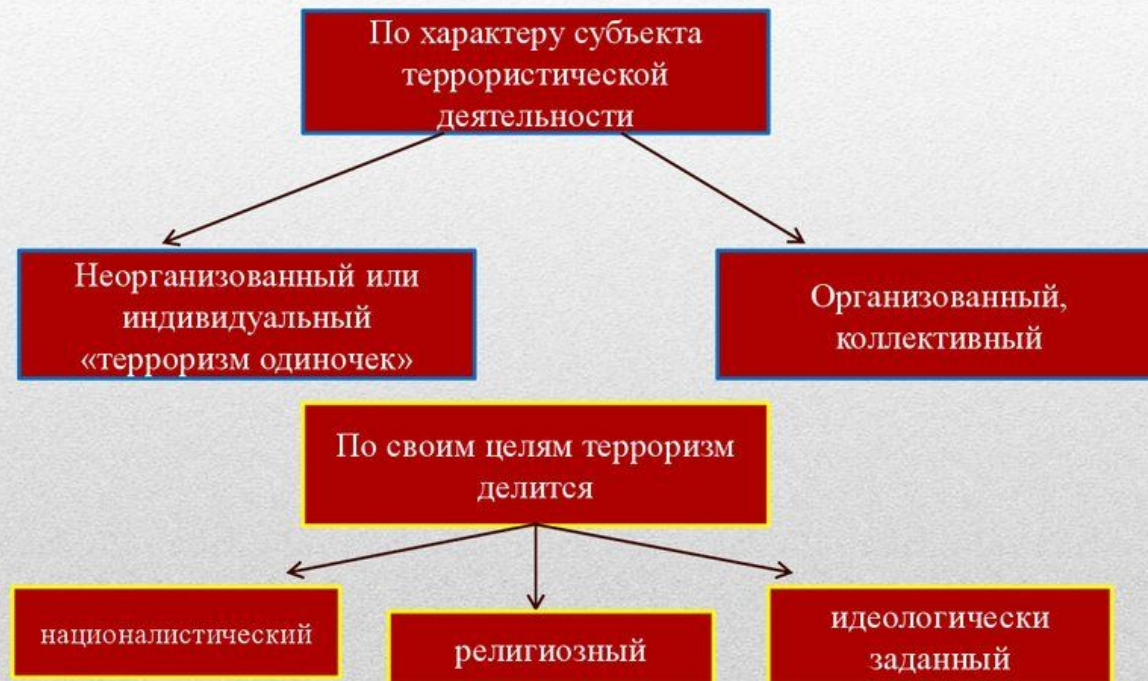 По характеру субъекта
террористической
деятельности
Неорганизованный или
индивидуальный
«терроризм одиночек»
Организованный,
коллективный
По своим целям терроризм
делится
националистический
религиозный
идеологически
заданный